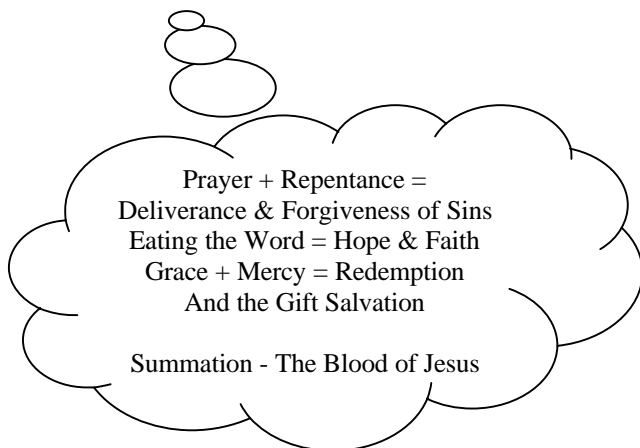 Prayer + Repentance =
Deliverance & Forgiveness of Sins
Eating the Word = Hope & Faith
Grace + Mercy = Redemption
And the Gift Salvation
Summation - The Blood of Jesus